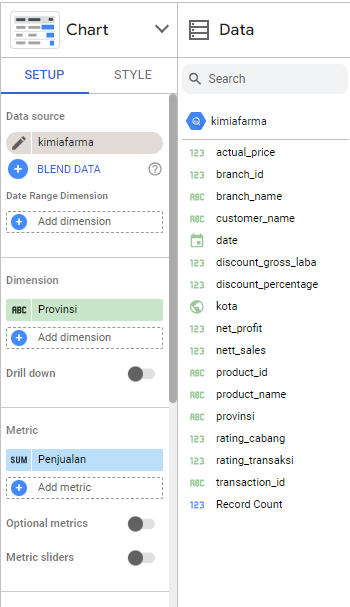 Chart
SETUP
STYLE
Data source
kimiafarma
BLEND DATA
Date Range Dimension
Add dimension
Dimension
ABC Provinsi
Add dimension
Drill down
Metric
SUM Penjualan
Add metric
Optional metrics
Metric sliders
Data
Search
kimiafarma
123 actual_price
123 branch_id
ABC branch_name
ABC customer_name
date
123 discount_gross_laba
123 discount_percentage
kota
123 net_profit
123 nett_sales
ABC product_id
ABC product_name
ABC provinsi
123 rating_cabang
123 rating_transaksi
ABC transaction_id
123 Record Count